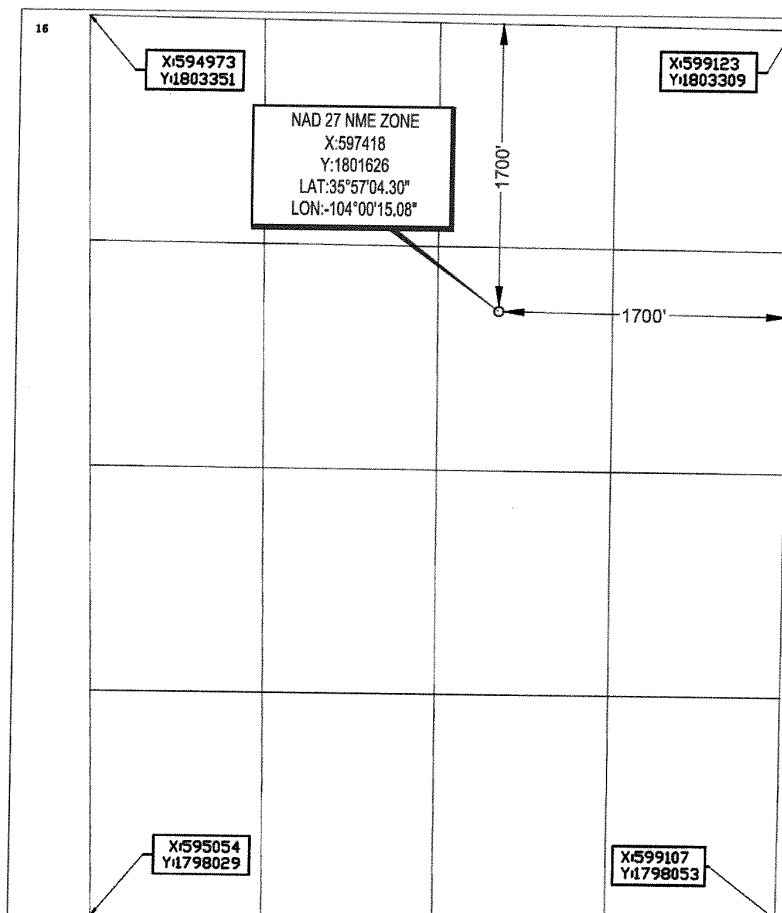 16
X:594973
Y:1803351
X:599123
Y:1803309
NAD 27 NME ZONE
X:597418
Y:1801626
LAT:35°57'04.30"
LON:-104°00'15.08"
1700'
1700'
X:595054
Y:1798029
X:599107
Y:1798053